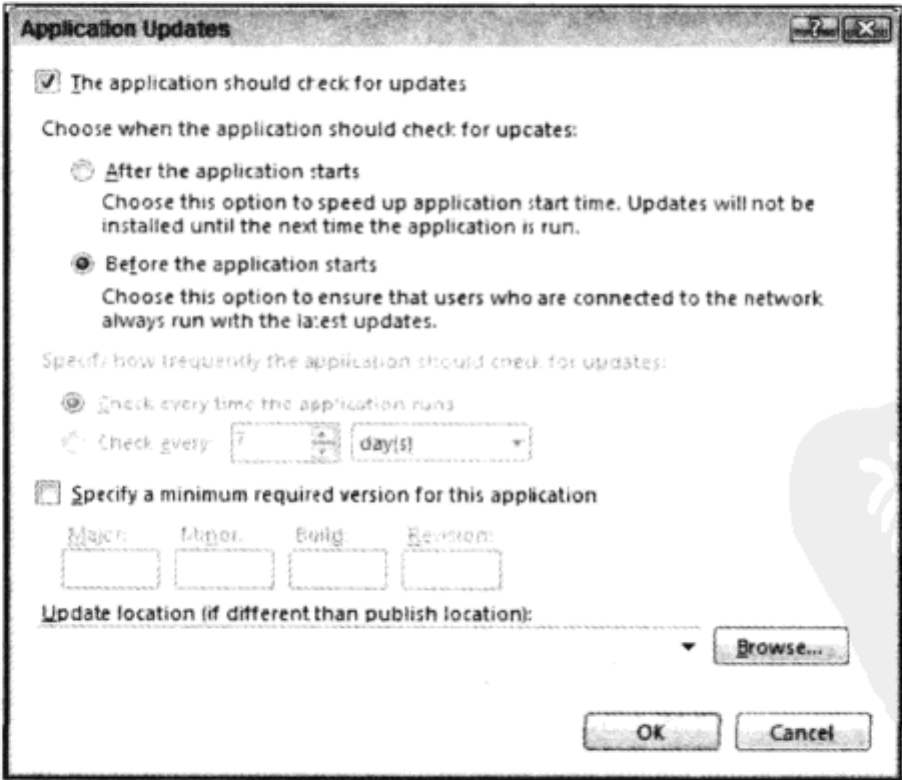 Application Updates
The application should check for updates
Choose when the application should check for updates:
After the application starts
Choose this option to speed up application start time. Updates will not be
installed until the next time the application is run.
Before the application starts
Choose this option to ensure that users who are connected to the network
always run with the latest updates.
Specify how frequently the application should check for updates:
Check every time the application runs
Check every: 7 day(s)
Specify a minimum required version for this application
Major: Minor: Build: Revision:
Update location (if different than publish location):
Browse...
OK Cancel